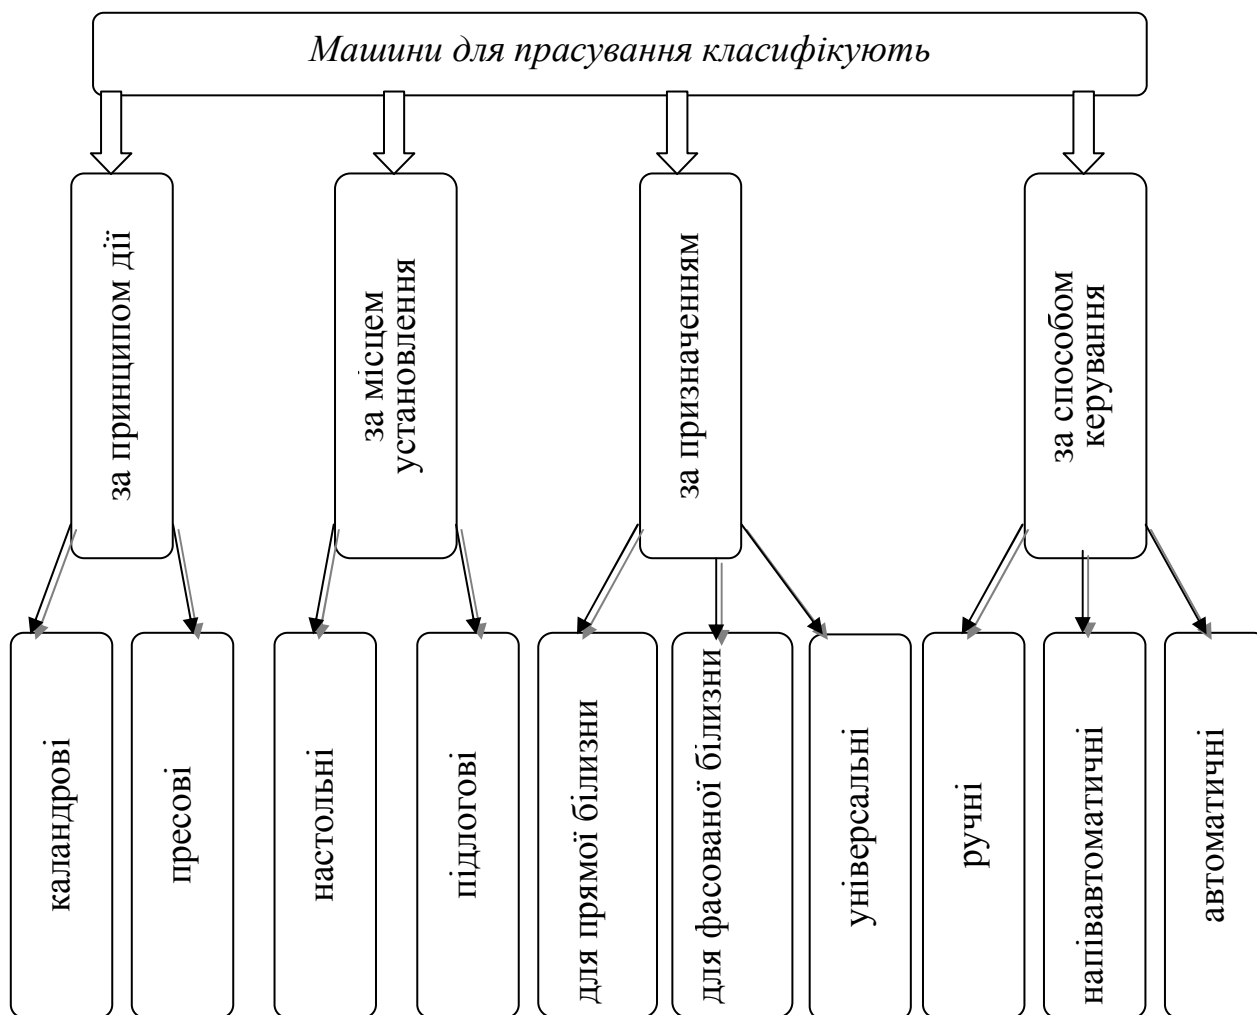 Машини для прасування класифікують
за принципом дії
за місцем
установлення
за призначенням
за способом
керування
каландрові
пресові
настольні
підлогові
для прямої білизни
для фасованої білизни
універсальні
ручні
напівавтоматичні
автоматичні